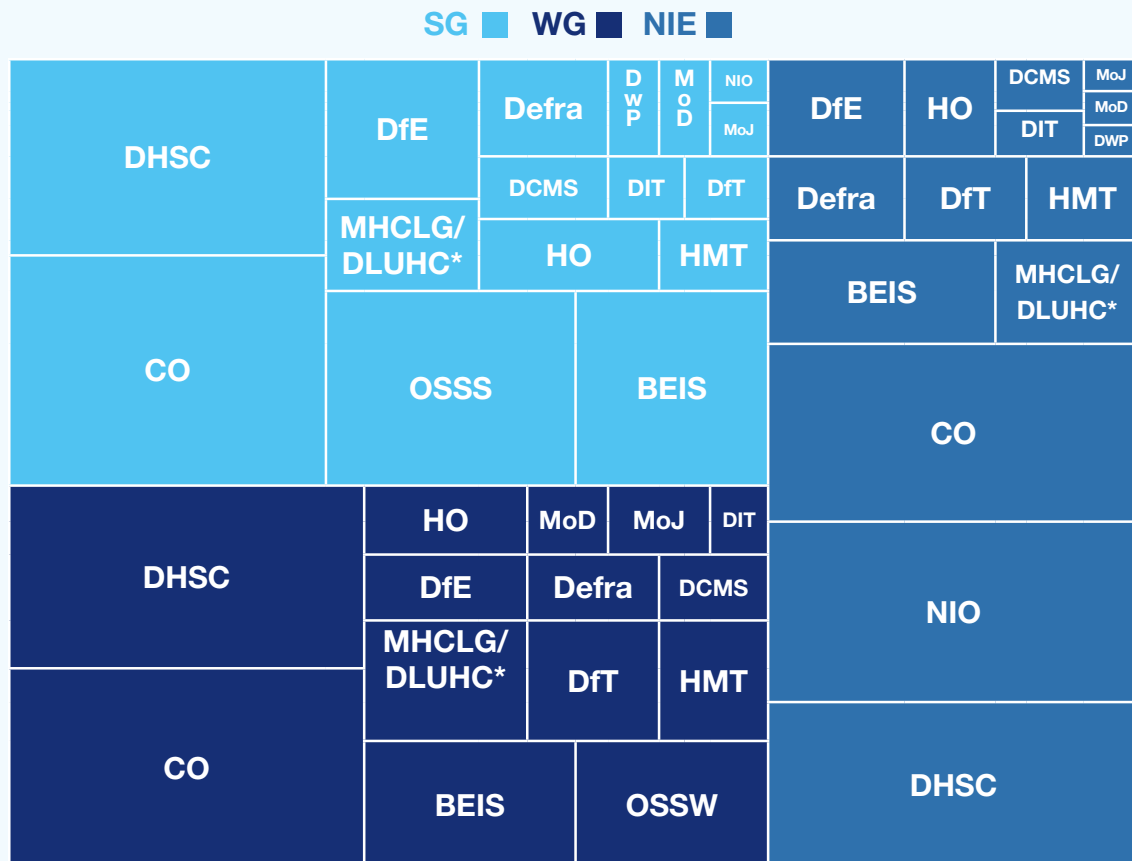 SG WG NIE
DHSC
DfE
Defra
DwP
MoD
NIO
MoJ
DCMS
DIT
DfT
MHCLG/
DLUHC*
HO
HMT
CO
OSSS
BEIS
DHSC
HO
MoD
MoJ
DIT
DfE
Defra
DCMS
MHCLG/
DLUHC*
DfT
HMT
CO
BEIS
OSSW
DfE
HO
DCMS
DIT
MoJ
MoD
DWP
Defra
DfT
HMT
BEIS
MHCLG/
DLUHC*
CO
NIO
DHSC